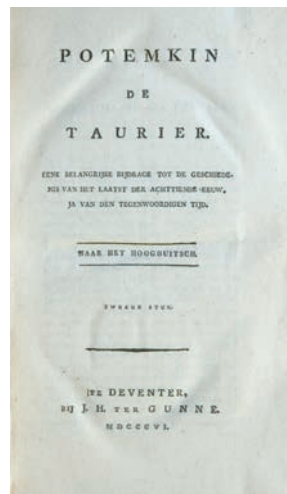 POTEMKIN
DE
TAURIER.
EENE BELANGRIJKE BIJDRAGE TOT DE GESCHIEDE-
NIS VAN HET LAATST DER ACHTTIENDE EEUW,
JA VAN DEN TEGENWOORDIGEN TIJD.
NAAR HET HOOGDUITSCH.
TWEEDE STUK.
TE DEVENTER,
BIJ J. H. TER GUNNE.
MDCCCVI.